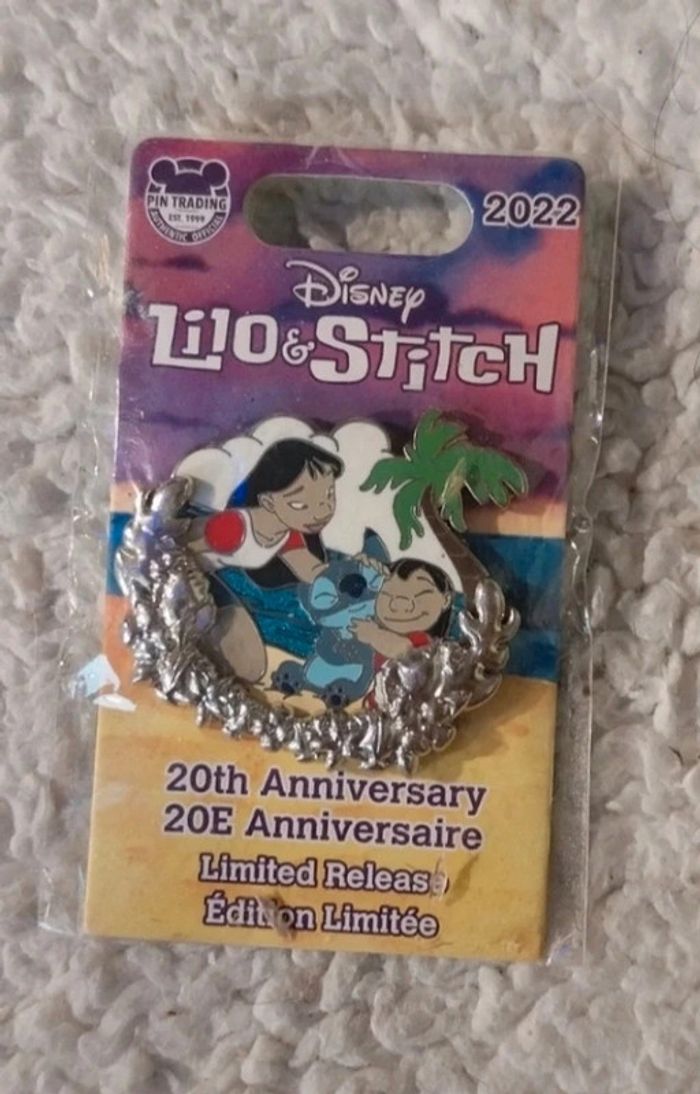 PIN TRADING
EST. 1999
AUTHENTIC OFFICIAL
2022
Disney
Lilo & Stitch
20th Anniversary
20E Anniversaire
Limited Release
Édition Limitée